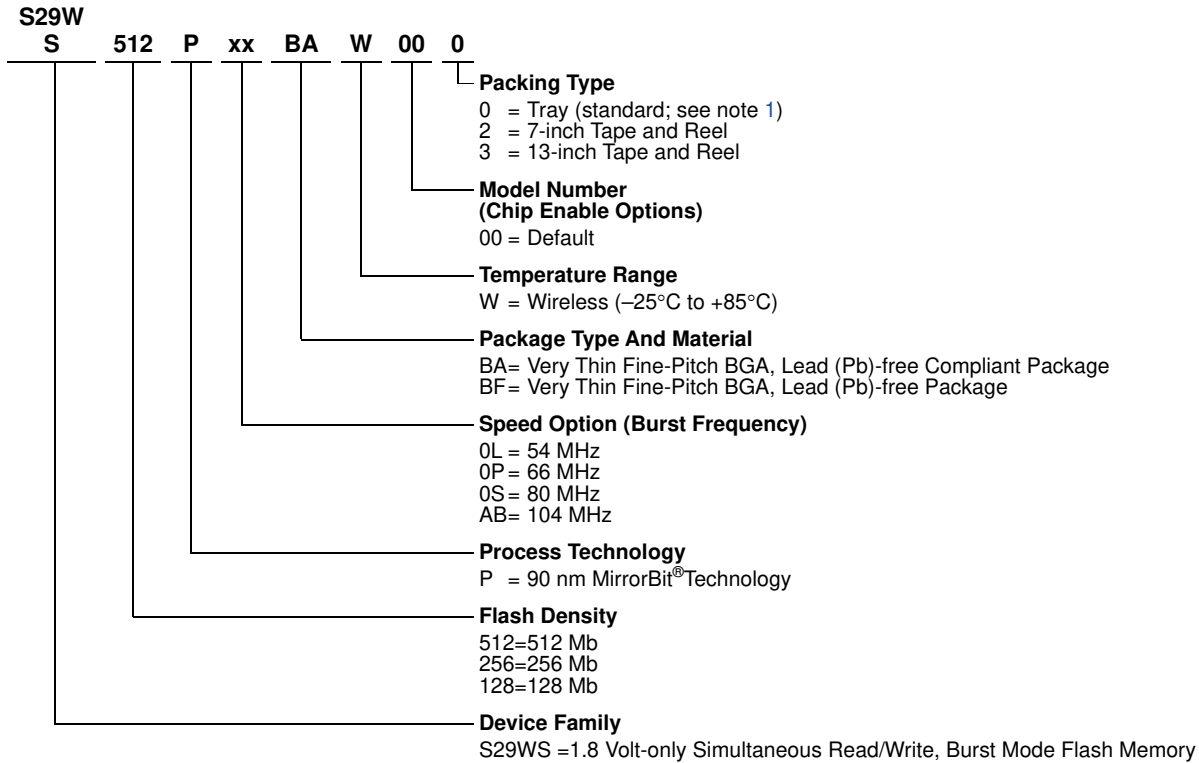 S29W
S 512 P xx BA W 00 0
Packing Type
0 = Tray (standard; see note 1)
2 = 7-inch Tape and Reel
3 = 13-inch Tape and Reel
Model Number
(Chip Enable Options)
00 = Default
Temperature Range
W = Wireless (–25°C to +85°C)
Package Type And Material
BA= Very Thin Fine-Pitch BGA, Lead (Pb)-free Compliant Package
BF= Very Thin Fine-Pitch BGA, Lead (Pb)-free Package
Speed Option (Burst Frequency)
0L = 54 MHz
0P = 66 MHz
0S = 80 MHz
AB= 104 MHz
Process Technology
P = 90 nm MirrorBit®Technology
Flash Density
512=512 Mb
256=256 Mb
128=128 Mb
Device Family
S29WS =1.8 Volt-only Simultaneous Read/Write, Burst Mode Flash Memory